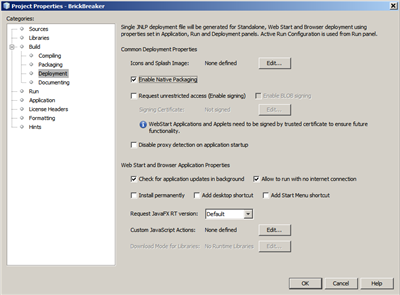 Project Properties - BrickBreaker
Categories:
Sources
Libraries
Build
Compiling
Packaging
Deployment
Documenting
Run
Application
License Headers
Formatting
Hints
Single JNLP deployment file will be generated for Standalone, Web Start and Browser deployment using
properties set in Application, Run and Deployment panels. Active Run Configuration is used from Run panel.
Common Deployment Properties
Icons and Splash Image: None defined Edit...
Enable Native Packaging
Request unrestricted access (Enable signing) Enable BLOB signing
Signing Certificate: Not signed Edit...
WebStart Applications and Applets need to be signed by trusted certificate to ensure future
functionality.
Disable proxy detection on application startup
Web Start and Browser Application Properties
Check for application updates in background Allow to run with no internet connection
Install permanently Add desktop shortcut Add Start Menu shortcut
Request JavaFX RT version: Default
Custom JavaScript Actions: None defined Edit...
Download Mode for Libraries: No Runtime Libraries Edit...
OK Cancel Help